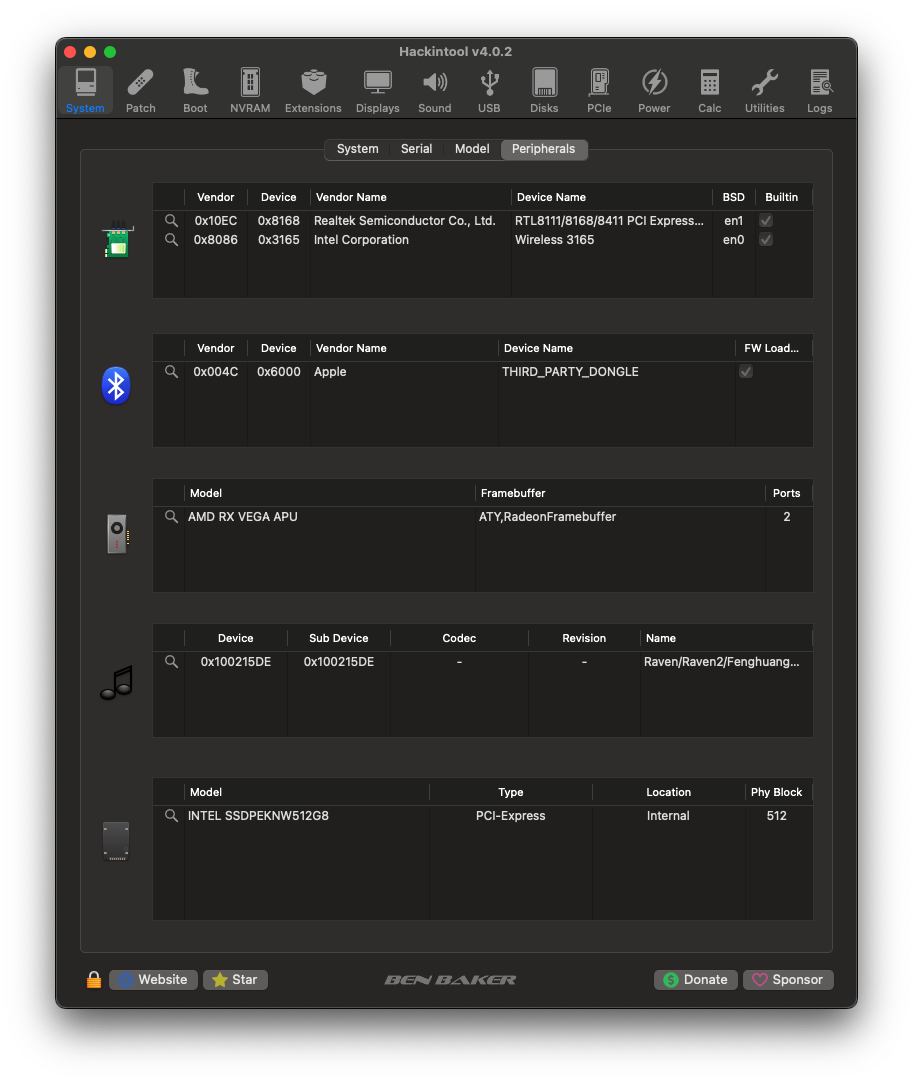 Hackintool v4.0.2
System Patch Boot NVRAM Extensions Displays Sound USB Disks PCIe Power Calc Utilities Logs
System Serial Model Peripherals
Vendor Device Vendor Name Device Name BSD Builtin
0x10EC 0x8168 Realtek Semiconductor Co., Ltd. RTL8111/8168/8411 PCI Express... en1
0x8086 0x3165 Intel Corporation Wireless 3165 en0
Vendor Device Vendor Name Device Name FW Load...
0x004C 0x6000 Apple THIRD_PARTY_DONGLE
Model Framebuffer Ports
AMD RX VEGA APU ATY,RadeonFramebuffer 2
Device Sub Device Codec Revision Name
0x100215DE 0x100215DE - - Raven/Raven2/Fenghuang...
Model Type Location Phy Block
INTEL SSDPEKNW512G8 PCI-Express Internal 512
Website Star BEN BAKER Donate Sponsor